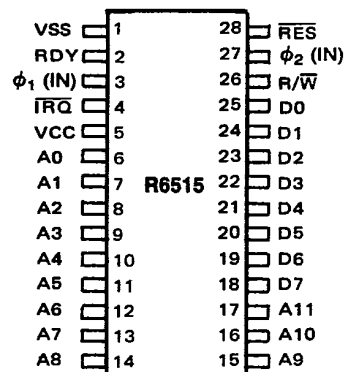 VSS 1 28 RES
RDY 2 27 ϕ2 (IN)
ϕ1 (IN) 3 26 R/W
IRQ 4 25 D0
VCC 5 24 D1
A0 6 23 D2
A1 7 R6515 22 D3
A2 8 21 D4
A3 9 20 D5
A4 10 19 D6
A5 11 18 D7
A6 12 17 A11
A7 13 16 A10
A8 14 15 A9